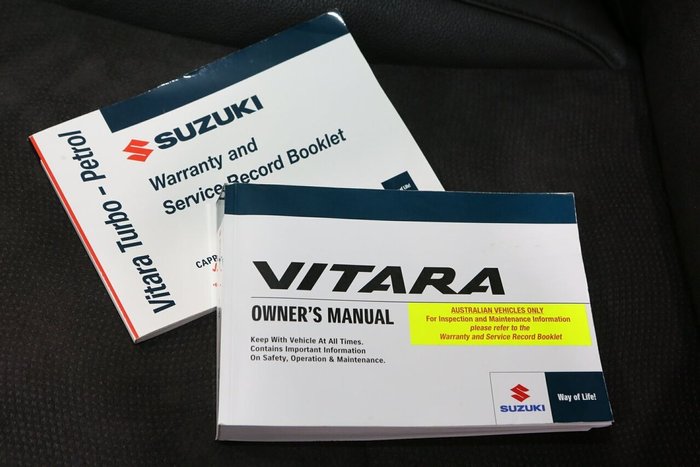 Vitara Turbo - Petrol
SUZUKI
Warranty and
Service Record Booklet
VITARA
OWNER'S MANUAL
Keep With Vehicle At All Times.
Contains Important Information
On Safety, Operation & Maintenance.
AUSTRALIAN VEHICLES ONLY
For Inspection and Maintenance Information
please refer to the
Warranty and Service Record Booklet
SUZUKI
Way of Life!